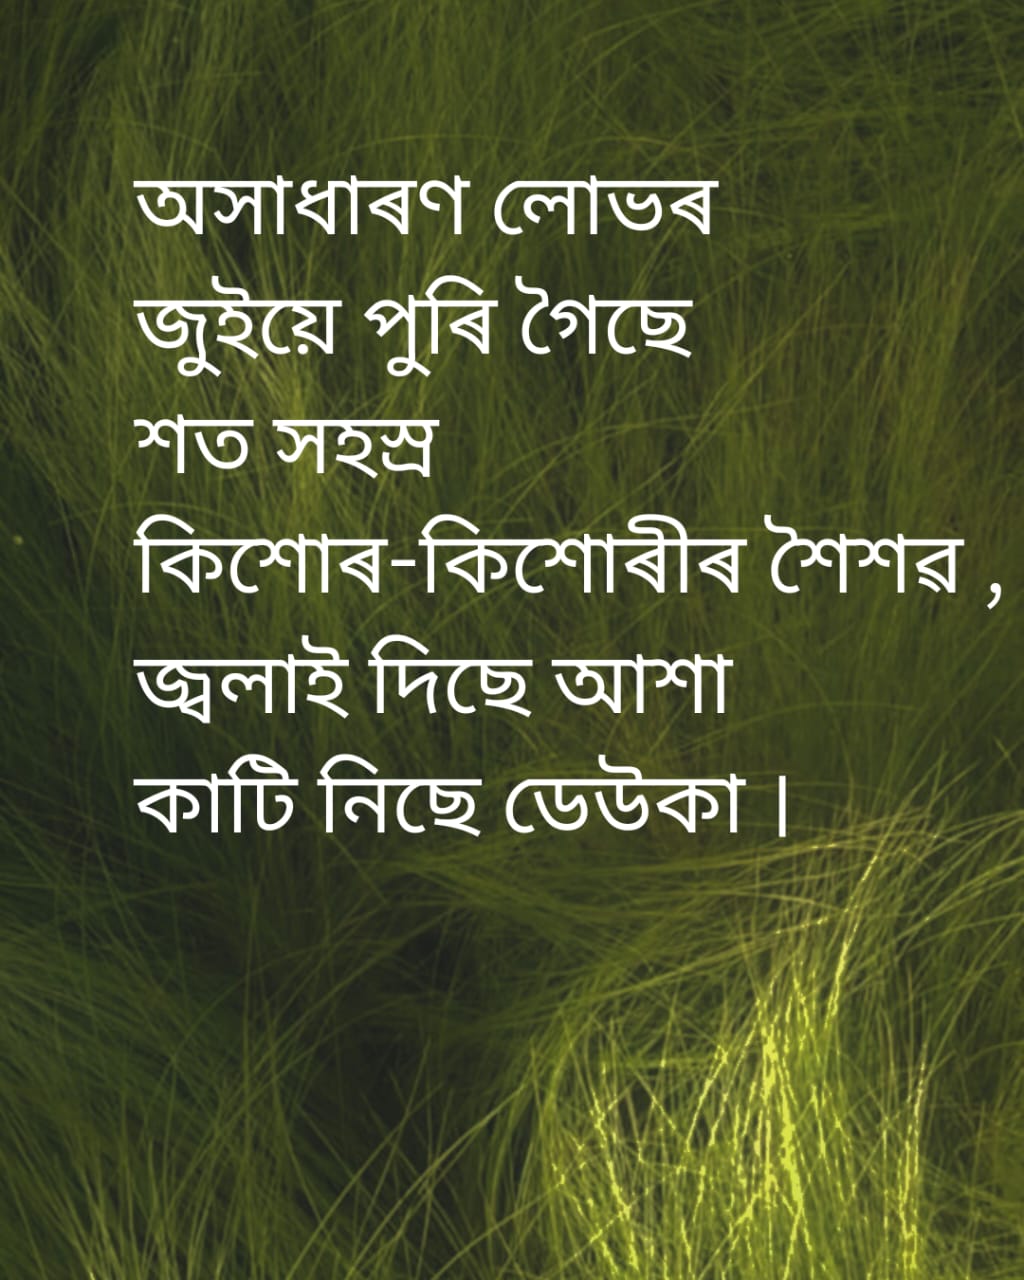 অসাধাৰণ লোভৰ
জুইয়ে পুৰি গৈছে
শত সহস্ৰ
কিশোৰ-কিশোৰীৰ শৈশৱ ,
জ্বলাই দিছে আশা
কাটি নিছে ডেউকা ।